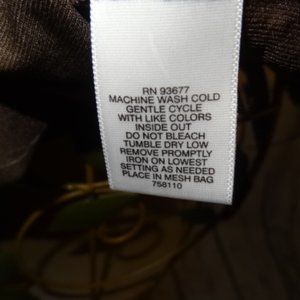 RN 93677
MACHINE WASH COLD
GENTLE CYCLE
WITH LIKE COLORS
INSIDE OUT
DO NOT BLEACH
TUMBLE DRY LOW
REMOVE PROMPTLY
IRON ON LOWEST
SETTING AS NEEDED
PLACE IN MESH BAG
758110